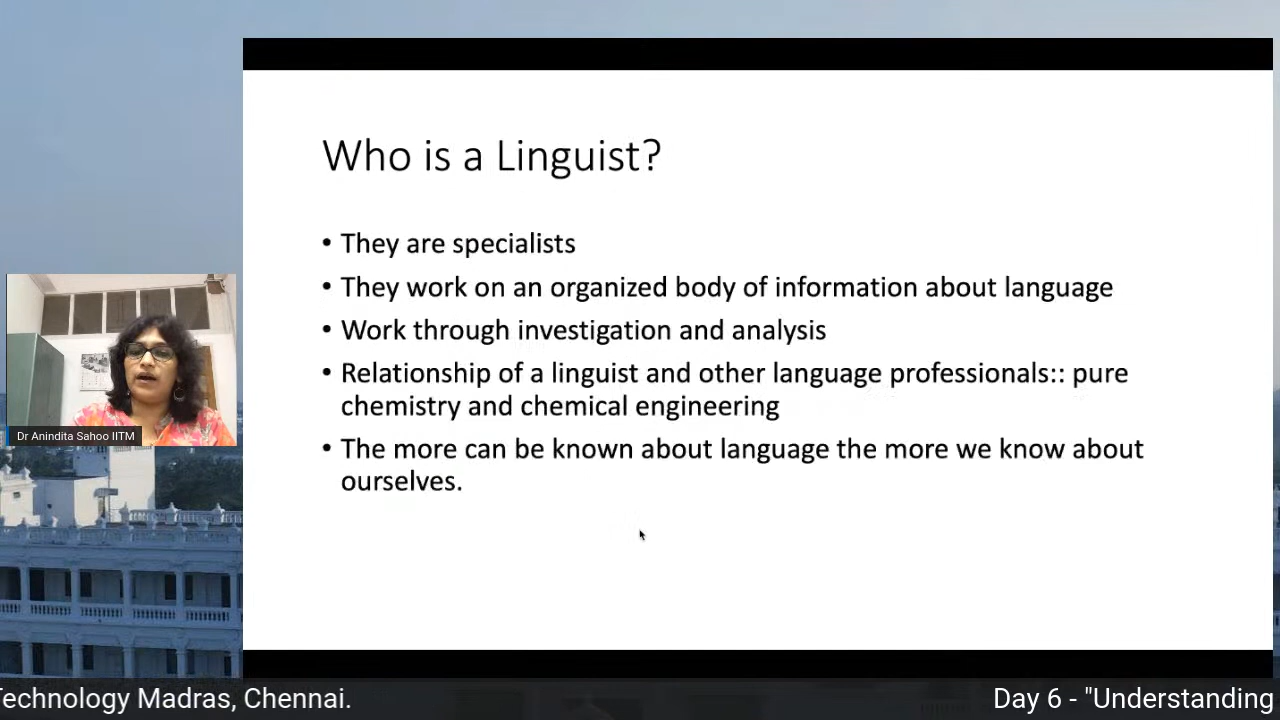 Who is a Linguist?
• They are specialists
• They work on an organized body of information about language
• Work through investigation and analysis
• Relationship of a linguist and other language professionals:: pure
chemistry and chemical engineering
• The more can be known about language the more we know about
ourselves.
Dr Anindita Sahoo IITM
Technology Madras, Chennai.
Day 6 - "Understanding